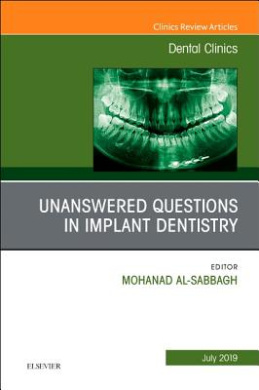 Clinics Review Articles
Dental Clinics
UNANSWERED QUESTIONS
IN IMPLANT DENTISTRY
EDITOR
MOHANAD AL-SABBAGH
ELSEVIER
July 2019